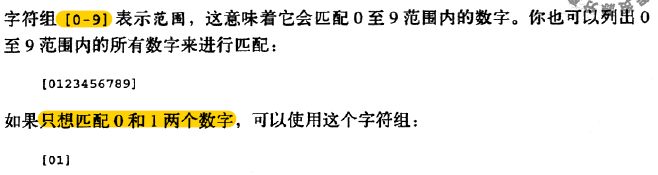 字符组 [0-9] 表示范围，这意味着它会匹配 0 至 9 范围内的数字。你也可以列出 0
至 9 范围内的所有数字来进行匹配：
[0123456789]
如果只想匹配 0 和 1 两个数字，可以使用这个字符组：
[01]